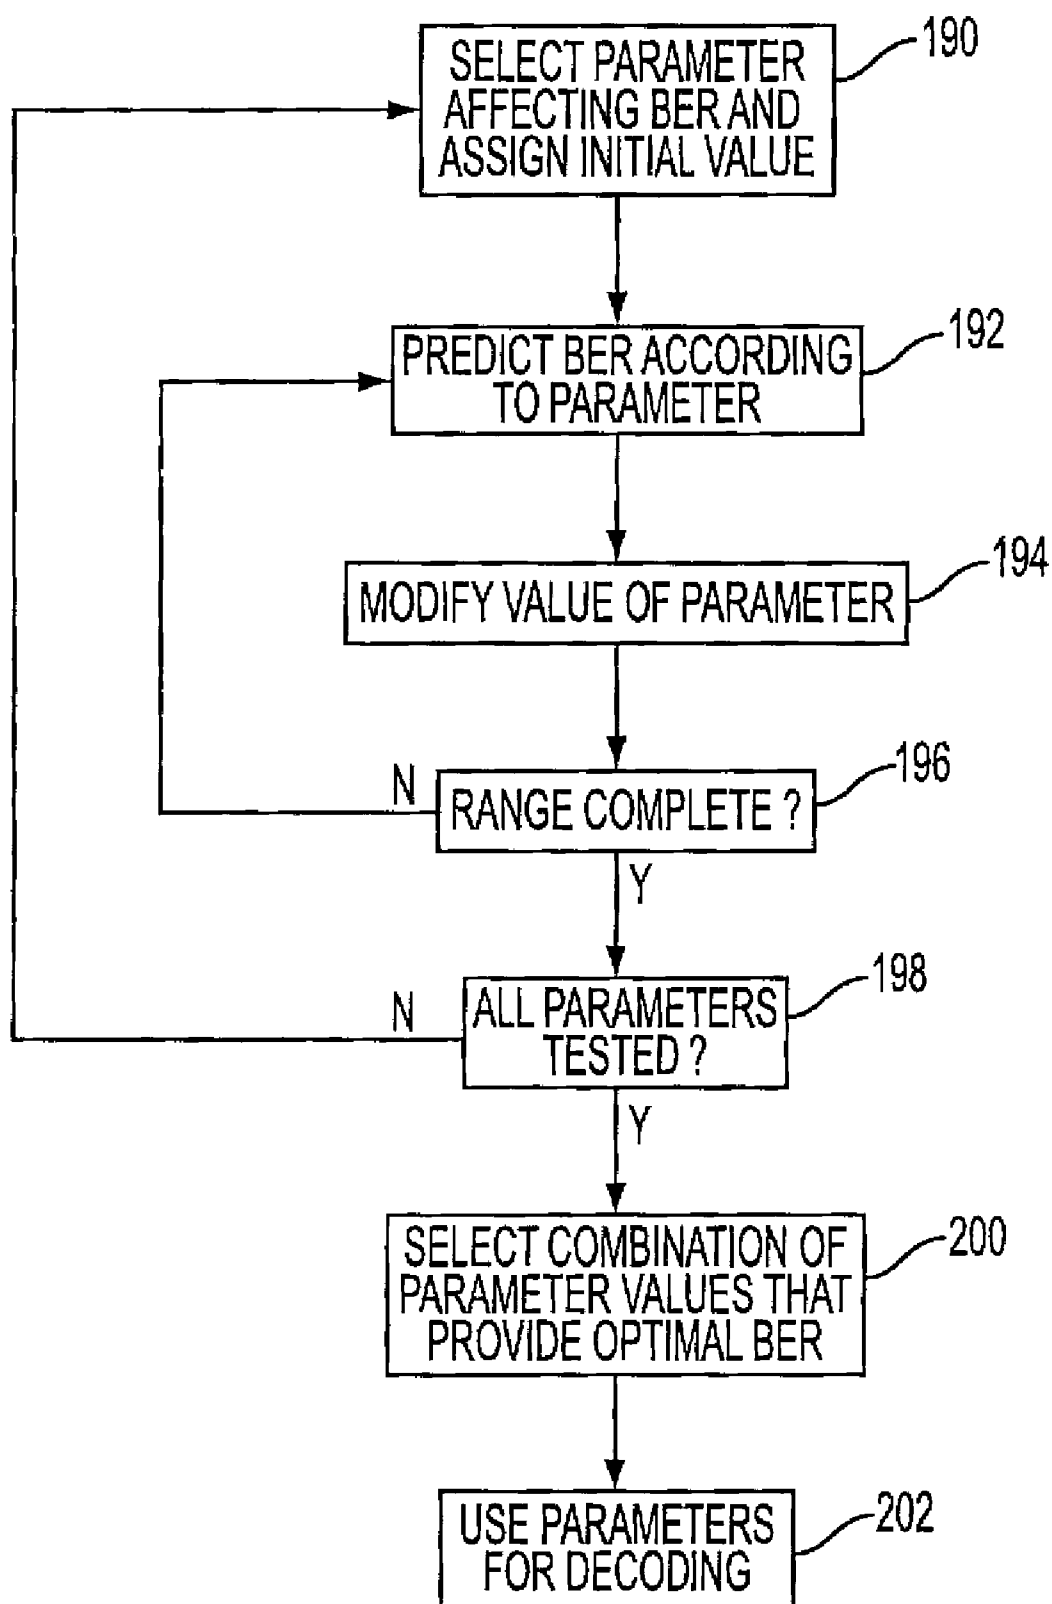 190
SELECT PARAMETER
AFFECTING BER AND
ASSIGN INITIAL VALUE
192
PREDICT BER ACCORDING
TO PARAMETER
194
MODIFY VALUE OF PARAMETER
196
N
RANGE COMPLETE ?
Y
198
N
ALL PARAMETERS
TESTED ?
Y
200
SELECT COMBINATION OF
PARAMETER VALUES THAT
PROVIDE OPTIMAL BER
202
USE PARAMETERS
FOR DECODING